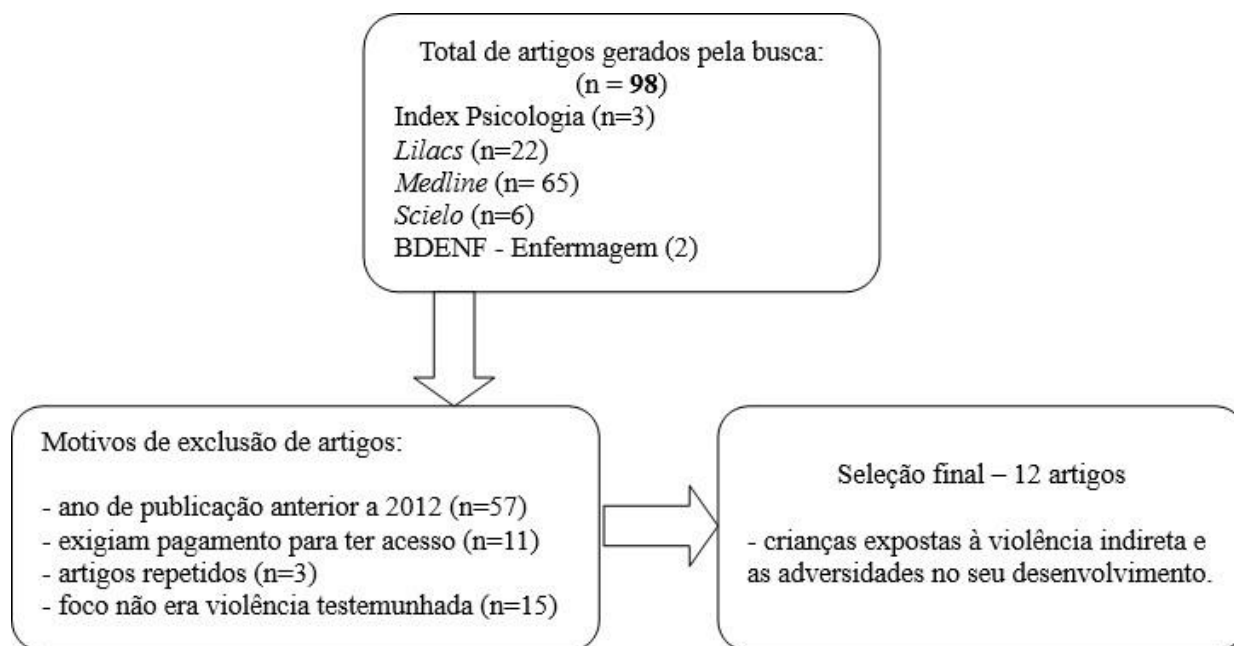 Total de artigos gerados pela busca:
(n = 98)
Index Psicologia (n=3)
Lilacs (n=22)
Medline (n= 65)
Scielo (n=6)
BDENF - Enfermagem (2)
Motivos de exclusão de artigos:
- ano de publicação anterior a 2012 (n=57)
- exigiam pagamento para ter acesso (n=11)
- artigos repetidos (n=3)
- foco não era violência testemunhada (n=15)
Seleção final – 12 artigos
- crianças expostas à violência indireta e
as adversidades no seu desenvolvimento.